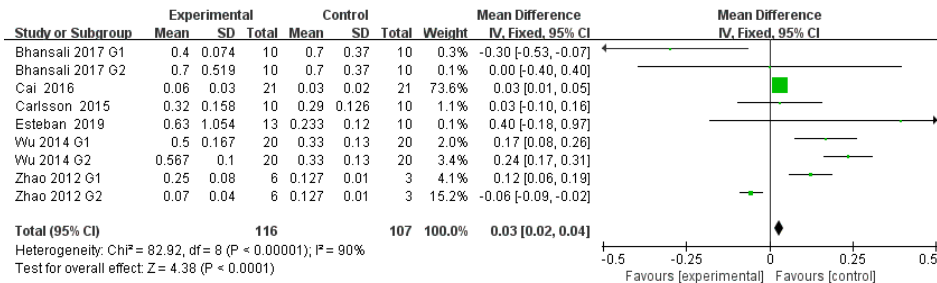 Experimental Control Mean Difference Mean Difference
Study or Subgroup Mean SD Total Mean SD Total Weight IV, Fixed, 95% CI IV, Fixed, 95% CI
Bhansali 2017 G1 0.4 0.074 10 0.7 0.37 10 0.3% -0.30 [-0.53, -0.07]
Bhansali 2017 G2 0.7 0.519 10 0.7 0.37 10 0.1% 0.00 [-0.40, 0.40]
Cai 2016 0.06 0.03 21 0.03 0.02 21 73.6% 0.03 [0.01, 0.05]
Carlsson 2015 0.32 0.158 10 0.29 0.126 10 1.2% 0.03 [-0.10, 0.16]
Esteban 2019 0.63 1.054 13 0.233 0.12 10 0.1% 0.40 [-0.18, 0.97]
Wu 2014 G1 0.5 0.167 20 0.33 0.13 20 2.0% 0.17 [0.08, 0.26]
Wu 2014 G2 0.567 0.1 20 0.33 0.13 20 3.4% 0.24 [0.17, 0.31]
Zhao 2012 G1 0.25 0.08 6 0.127 0.01 3 4.1% 0.12 [0.06, 0.19]
Zhao 2012 G2 0.07 0.04 6 0.127 0.01 3 15.2% -0.06 [-0.09, -0.02]
Total (95% CI) 116 107 100.0% 0.03 [0.02, 0.04]
Heterogeneity: Chi² = 82.92, df = 8 (P < 0.00001); I² = 90%
Test for overall effect: Z = 4.38 (P < 0.0001)
-0.5 -0.25 0 0.25 0.5
Favours [experimental] Favours [control]